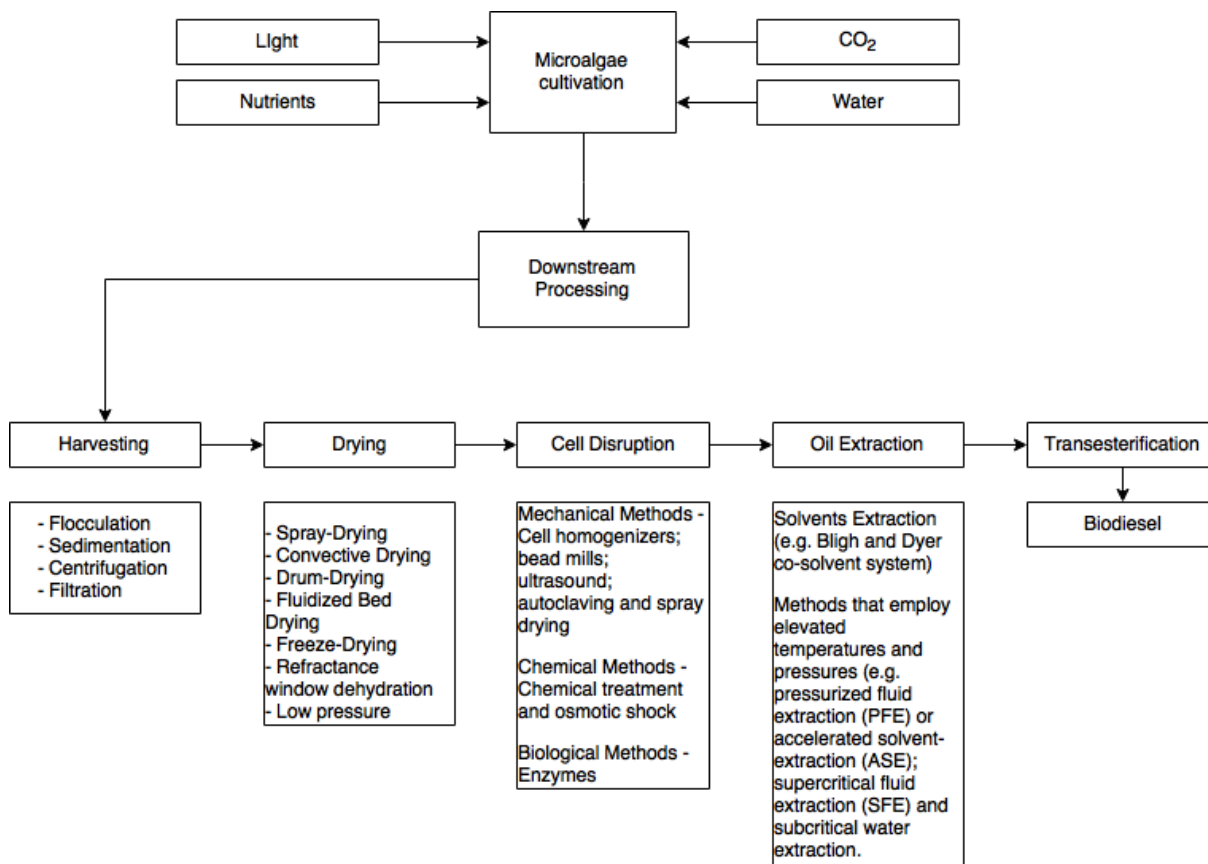 LIght
CO₂
Microalgae
cultivation
Nutrients
Water
Downstream
Processing
Harvesting
Drying
Cell Disruption
Oil Extraction
Transesterification
- Flocculation
- Sedimentation
- Centrifugation
- Filtration
- Spray-Drying
- Convective Drying
- Drum-Drying
- Fluidized Bed
Drying
- Freeze-Drying
- Refractance
window dehydration
- Low pressure
Mechanical Methods -
Cell homogenizers;
bead mills;
ultrasound;
autoclaving and spray
drying
Chemical Methods -
Chemical treatment
and osmotic shock
Biological Methods -
Enzymes
Solvents Extraction
(e.g. Bligh and Dyer
co-solvent system)
Methods that employ
elevated
temperatures and
pressures (e.g.
pressurized fluid
extraction (PFE) or
accelerated solvent-
extraction (ASE);
supercritical fluid
extraction (SFE) and
subcritical water
extraction.
Biodiesel